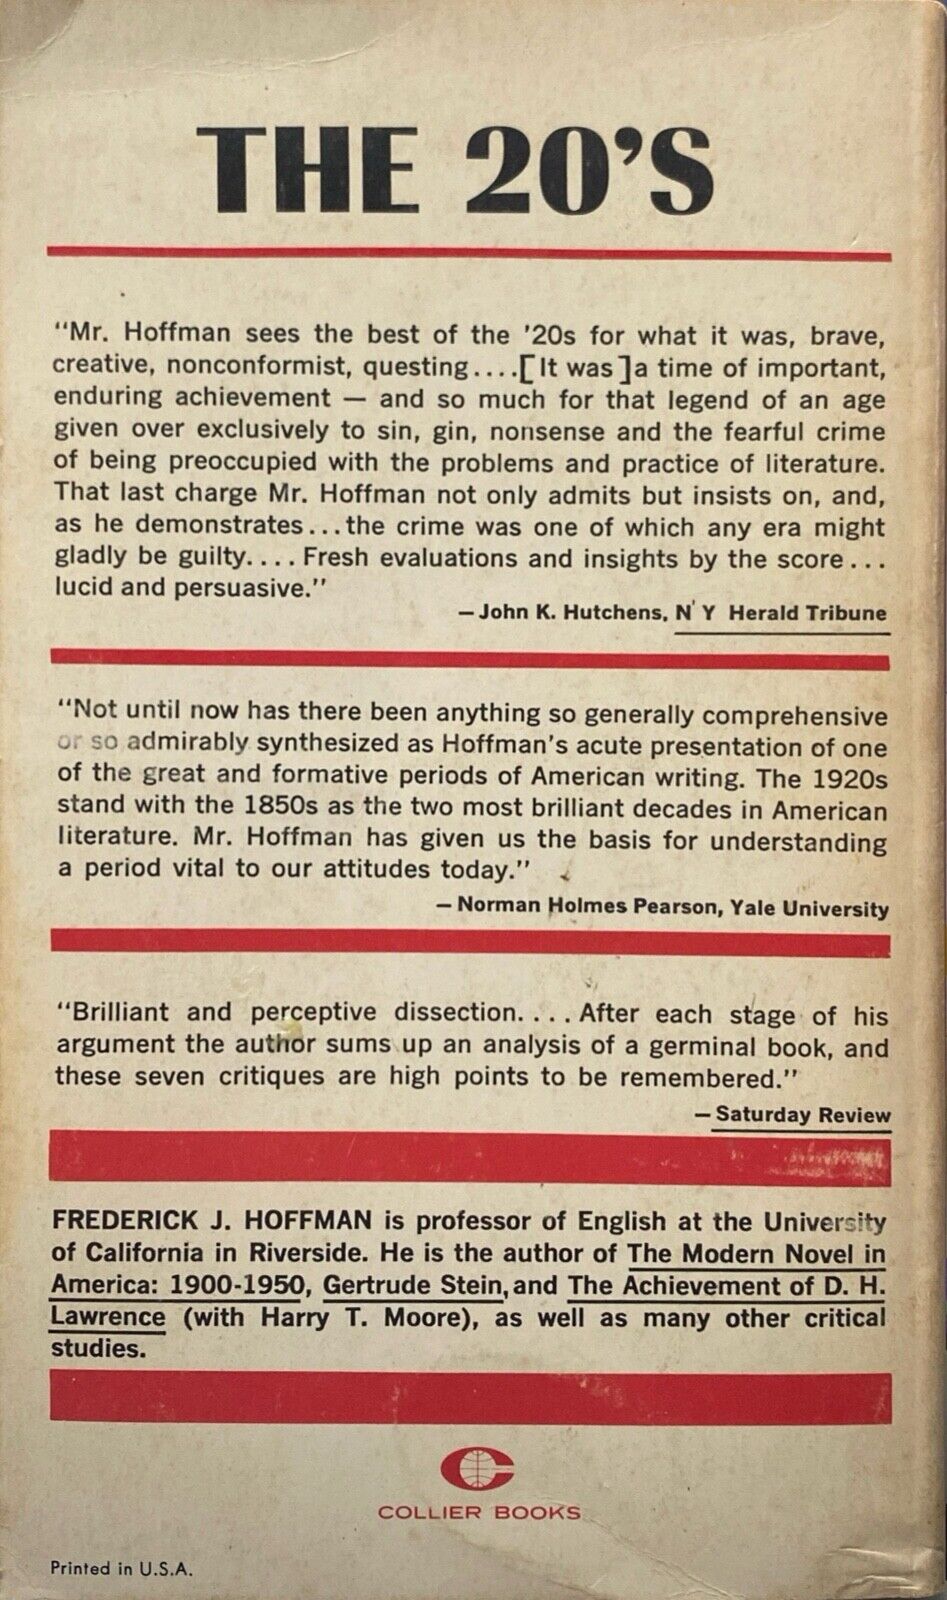 THE 20'S
"Mr. Hoffman sees the best of the '20s for what it was, brave,
creative, nonconformist, questing....[It was]a time of important,
enduring achievement — and so much for that legend of an age
given over exclusively to sin, gin, nonsense and the fearful crime
of being preoccupied with the problems and practice of literature.
That last charge Mr. Hoffman not only admits but insists on, and,
as he demonstrates...the crime was one of which any era might
gladly be guilty.... Fresh evaluations and insights by the score...
lucid and persuasive."
—John K. Hutchens, N' Y Herald Tribune
"Not until now has there been anything so generally comprehensive
or so admirably synthesized as Hoffman's acute presentation of one
of the great and formative periods of American writing. The 1920s
stand with the 1850s as the two most brilliant decades in American
literature. Mr. Hoffman has given us the basis for understanding
a period vital to our attitudes today."
— Norman Holmes Pearson, Yale University
"Brilliant and perceptive dissection.... After each stage of his
argument the author sums up an analysis of a germinal book, and
these seven critiques are high points to be remembered."
— Saturday Review
FREDERICK J. HOFFMAN is professor of English at the University
of California in Riverside. He is the author of The Modern Novel in
America: 1900-1950, Gertrude Stein, and The Achievement of D. H.
Lawrence (with Harry T. Moore), as well as many other critical
studies.
COLLIER BOOKS
Printed in U.S.A.